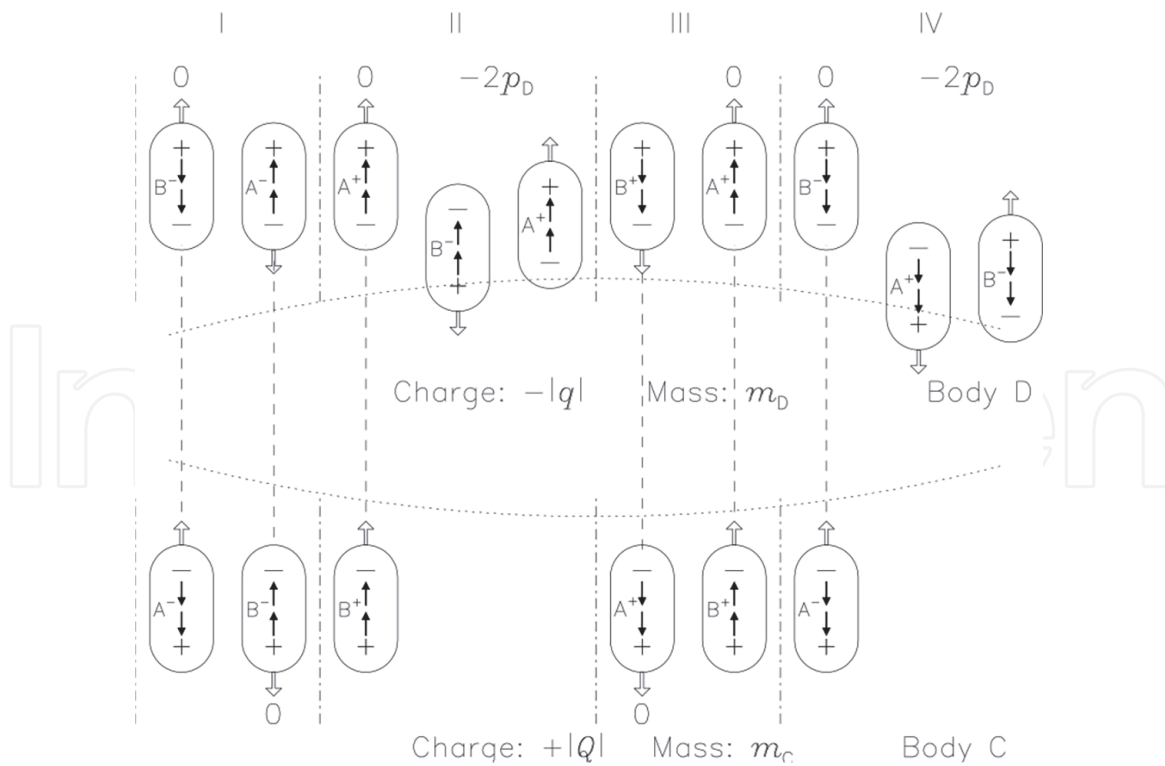 I II III IV
0 0 −2p_D 0 0 −2p_D
+ + + + + + +
B⁻ A⁻ A⁺ − A⁺ B⁺ A⁺ B⁻ − + B⁻
− − − B⁻ − − − − A⁺ −
+ +
Charge: −|q| Mass: m_D Body D
− − − − − −
A⁻ B⁻ B⁺ A⁺ B⁺ A⁻
+ + + + + +
0 0
Charge: +|Q| Mass: m_C Body C